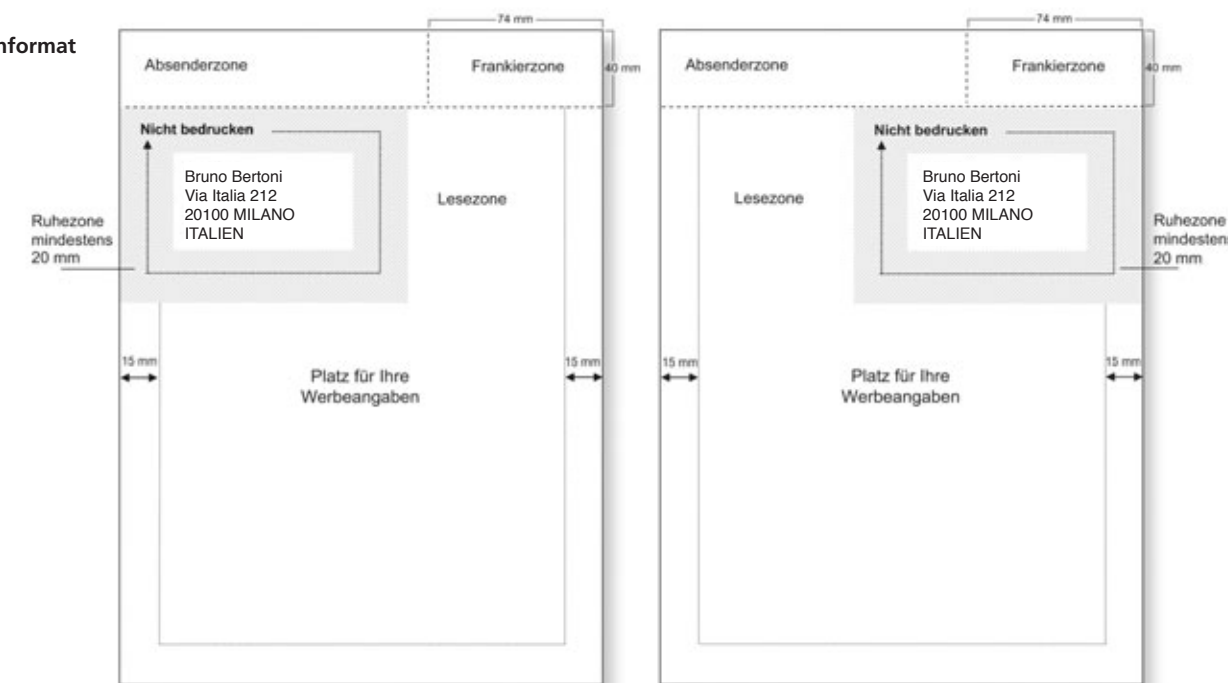 74 mm
Absenderzone
Frankierzone
40 mm
Nicht bedrucken
Bruno Bertoni
Via Italia 212
20100 MILANO
ITALIEN
Lesezone
Ruhezone
mindestens
20 mm
15 mm
15 mm
Platz für Ihre
Werbeangaben
74 mm
Absenderzone
Frankierzone
40 mm
Nicht bedrucken
Bruno Bertoni
Via Italia 212
20100 MILANO
ITALIEN
Lesezone
Ruhezone
20 mm
15 mm
15 mm
Platz für Ihre
Werbeangaben